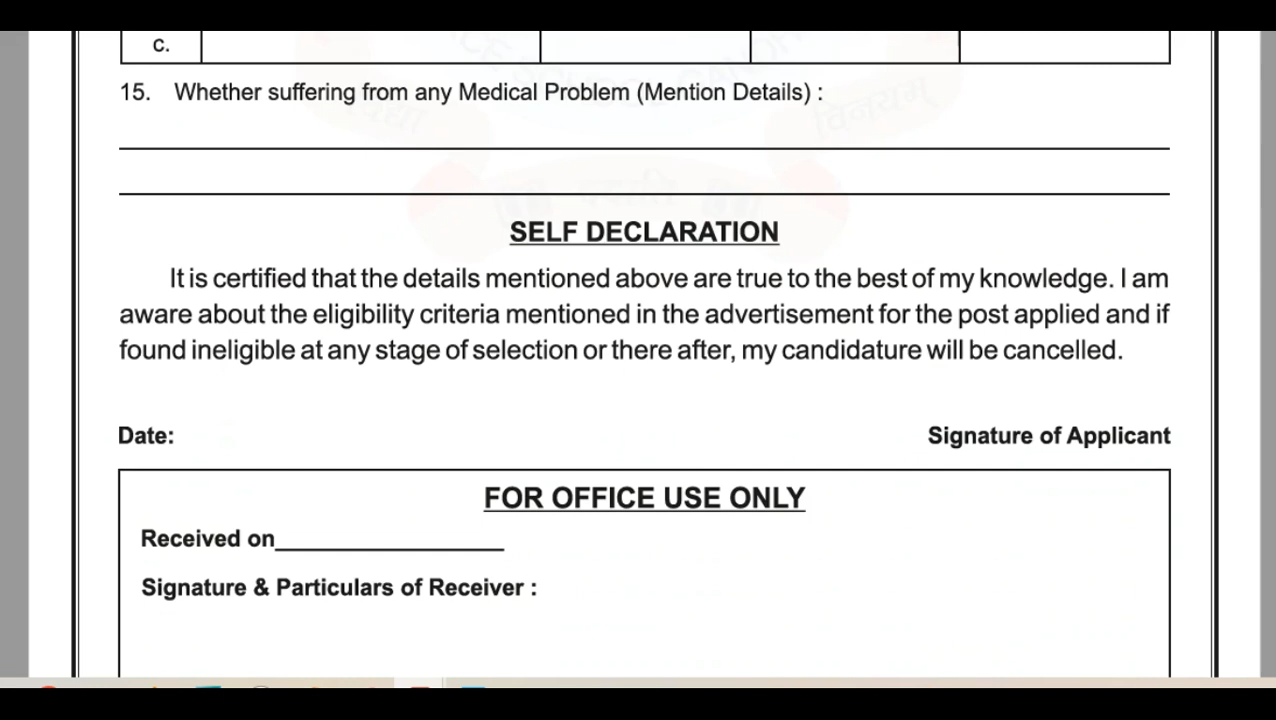 c.
15. Whether suffering from any Medical Problem (Mention Details) :
SELF DECLARATION
It is certified that the details mentioned above are true to the best of my knowledge. I am
aware about the eligibility criteria mentioned in the advertisement for the post applied and if
found ineligible at any stage of selection or there after, my candidature will be cancelled.
Date: Signature of Applicant
FOR OFFICE USE ONLY
Received on
Signature & Particulars of Receiver :